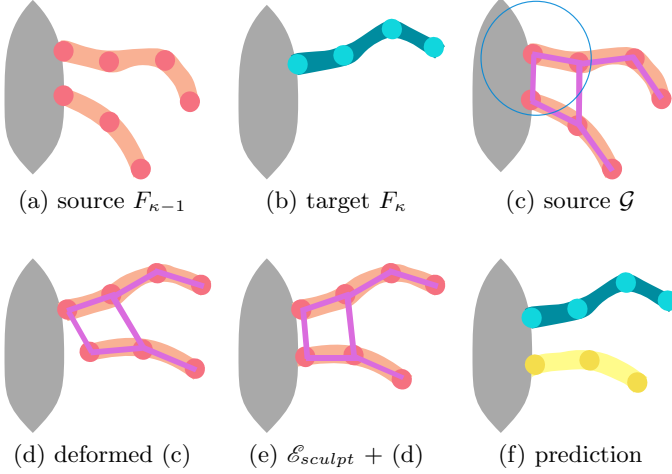 (a) source $F_{\kappa-1}$ (b) target $F_{\kappa}$ (c) source $\mathcal{G}$
(d) deformed (c) (e) $\mathscr{E}_{sculpt}$ + (d) (f) prediction